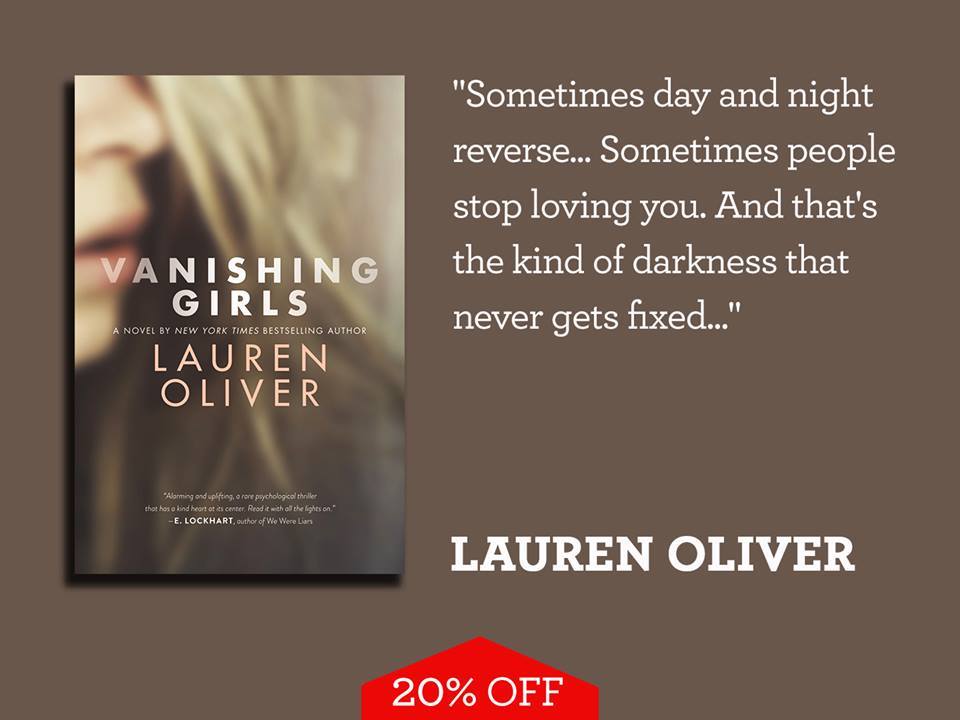 VANISHING
GIRLS
A NOVEL BY NEW YORK TIMES BESTSELLING AUTHOR
LAUREN
OLIVER
"Alarming and uplifting, a rare psychological thriller
that has a kind heart at its center. Read it with all the lights on."
—E. LOCKHART, author of We Were Liars
"Sometimes day and night
reverse... Sometimes people
stop loving you. And that's
the kind of darkness that
never gets fixed..."
LAUREN OLIVER
20% OFF